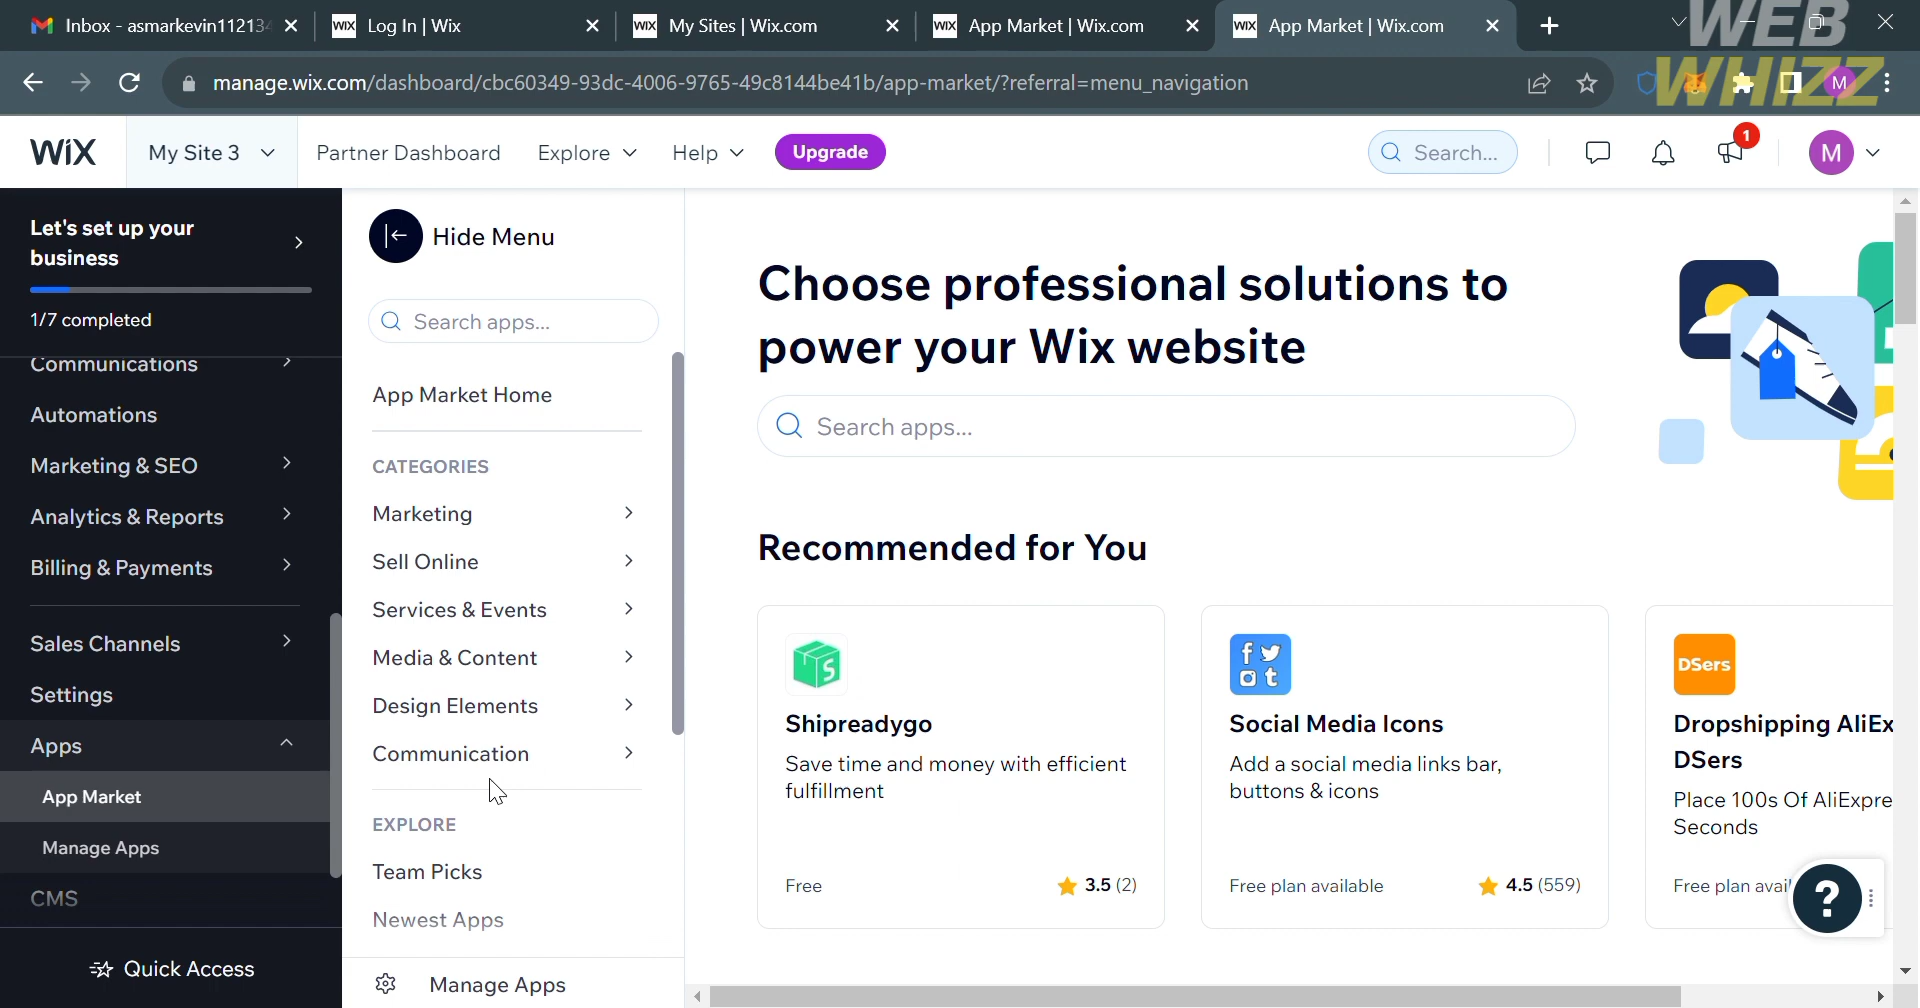 Inbox - asmarkevin112134
WIX Log In | Wix
WIX My Sites | Wix.com
WIX App Market | Wix.com
WIX App Market | Wix.com
WEB
WHIZZ
manage.wix.com/dashboard/cbc60349-93dc-4006-9765-49c8144be41b/app-market/?referral=menu_navigation
M
WIX
My Site 3
Partner Dashboard
Explore
Help
Upgrade
Search...
1
M
Let's set up your
business
1/7 completed
Communications
Automations
Marketing & SEO
Analytics & Reports
Billing & Payments
Sales Channels
Settings
Apps
App Market
Manage Apps
CMS
Quick Access
Hide Menu
Search apps...
App Market Home
CATEGORIES
Marketing
Sell Online
Services & Events
Media & Content
Design Elements
Communication
EXPLORE
Team Picks
Newest Apps
Manage Apps
Choose professional solutions to
power your Wix website
Search apps...
Recommended for You
S
Shipreadygo
Save time and money with efficient
fulfillment
Free
3.5 (2)
Social Media Icons
Add a social media links bar,
buttons & icons
Free plan available
4.5 (559)
DSers
Dropshipping AliEx
DSers
Place 100s Of AliExpre
Seconds
Free plan avail
?